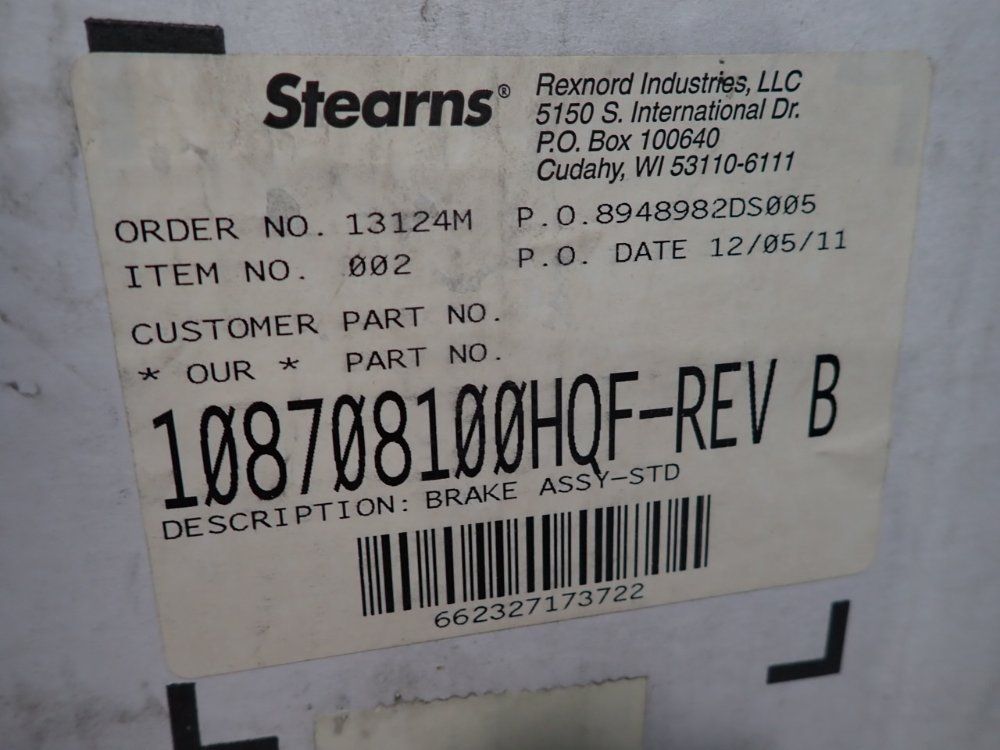 Stearns®
Rexnord Industries, LLC
5150 S. International Dr.
P.O. Box 100640
Cudahy, WI 53110-6111
ORDER NO. 13124M P.O.8948982DS005
ITEM NO. 002 P.O. DATE 12/05/11
CUSTOMER PART NO.
* OUR * PART NO.
108708100HQF-REV B
DESCRIPTION: BRAKE ASSY-STD
662327173722